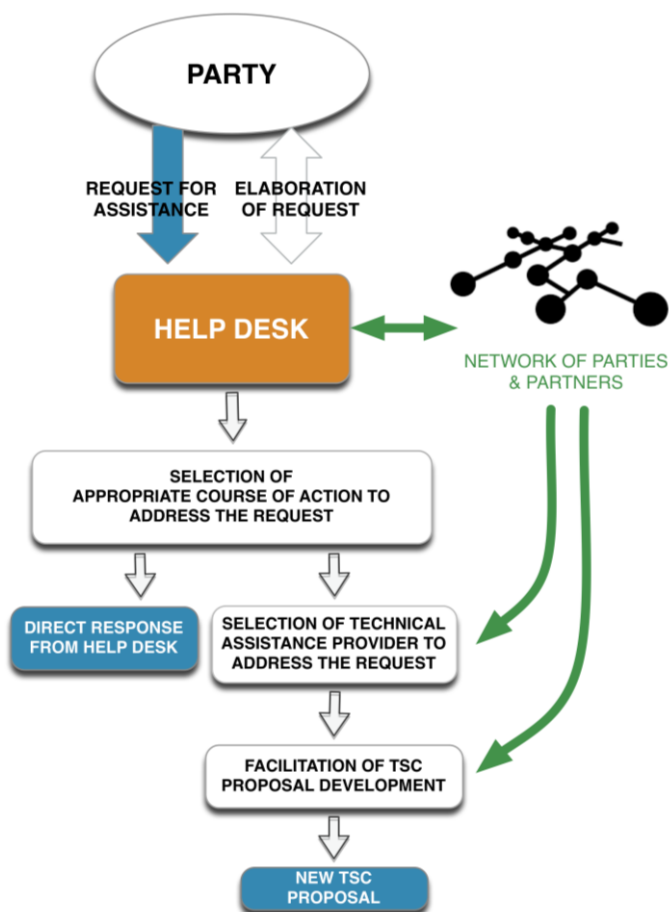 PARTY
REQUEST FOR
ASSISTANCE
ELABORATION
OF REQUEST
HELP DESK
NETWORK OF PARTIES
& PARTNERS
SELECTION OF
APPROPRIATE COURSE OF ACTION TO
ADDRESS THE REQUEST
DIRECT RESPONSE
FROM HELP DESK
SELECTION OF TECHNICAL
ASSISTANCE PROVIDER TO
ADDRESS THE REQUEST
FACILITATION OF TSC
PROPOSAL DEVELOPMENT
NEW TSC
PROPOSAL